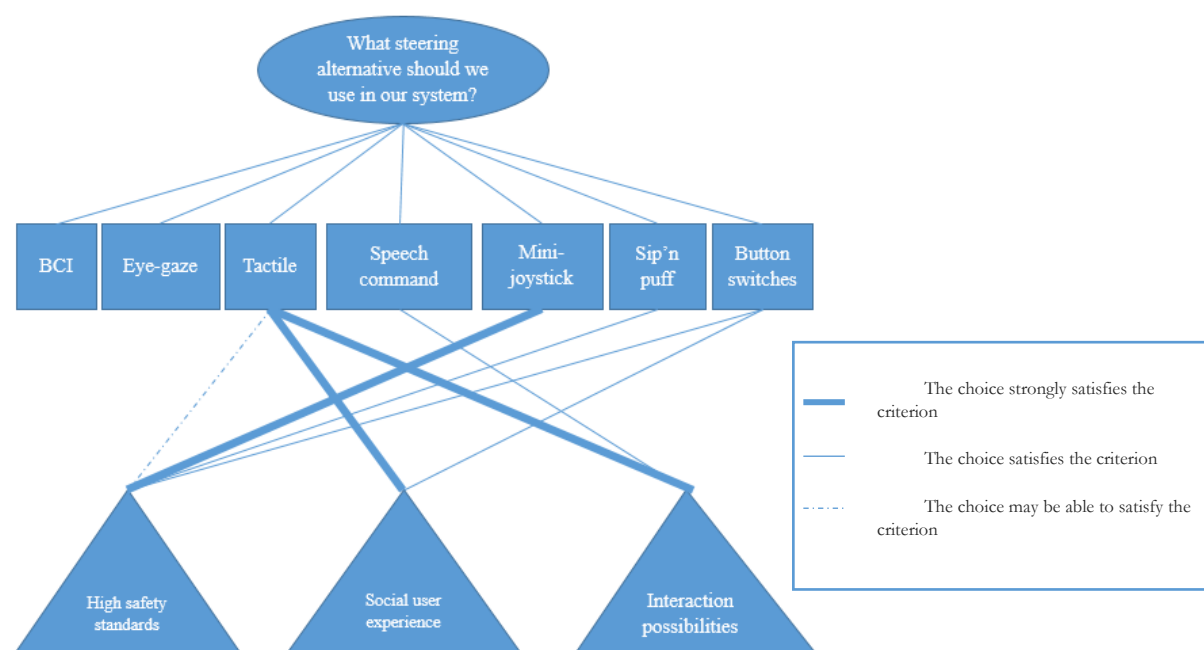 What steering
alternative should we
use in our system?
BCI
Eye-gaze
Tactile
Speech
command
Mini-
joystick
Sip’n
puff
Button
switches
The choice strongly satisfies the
criterion
The choice satisfies the criterion
The choice may be able to satisfy the
criterion
High safety
standards
Social user
experience
Interaction
possibilities